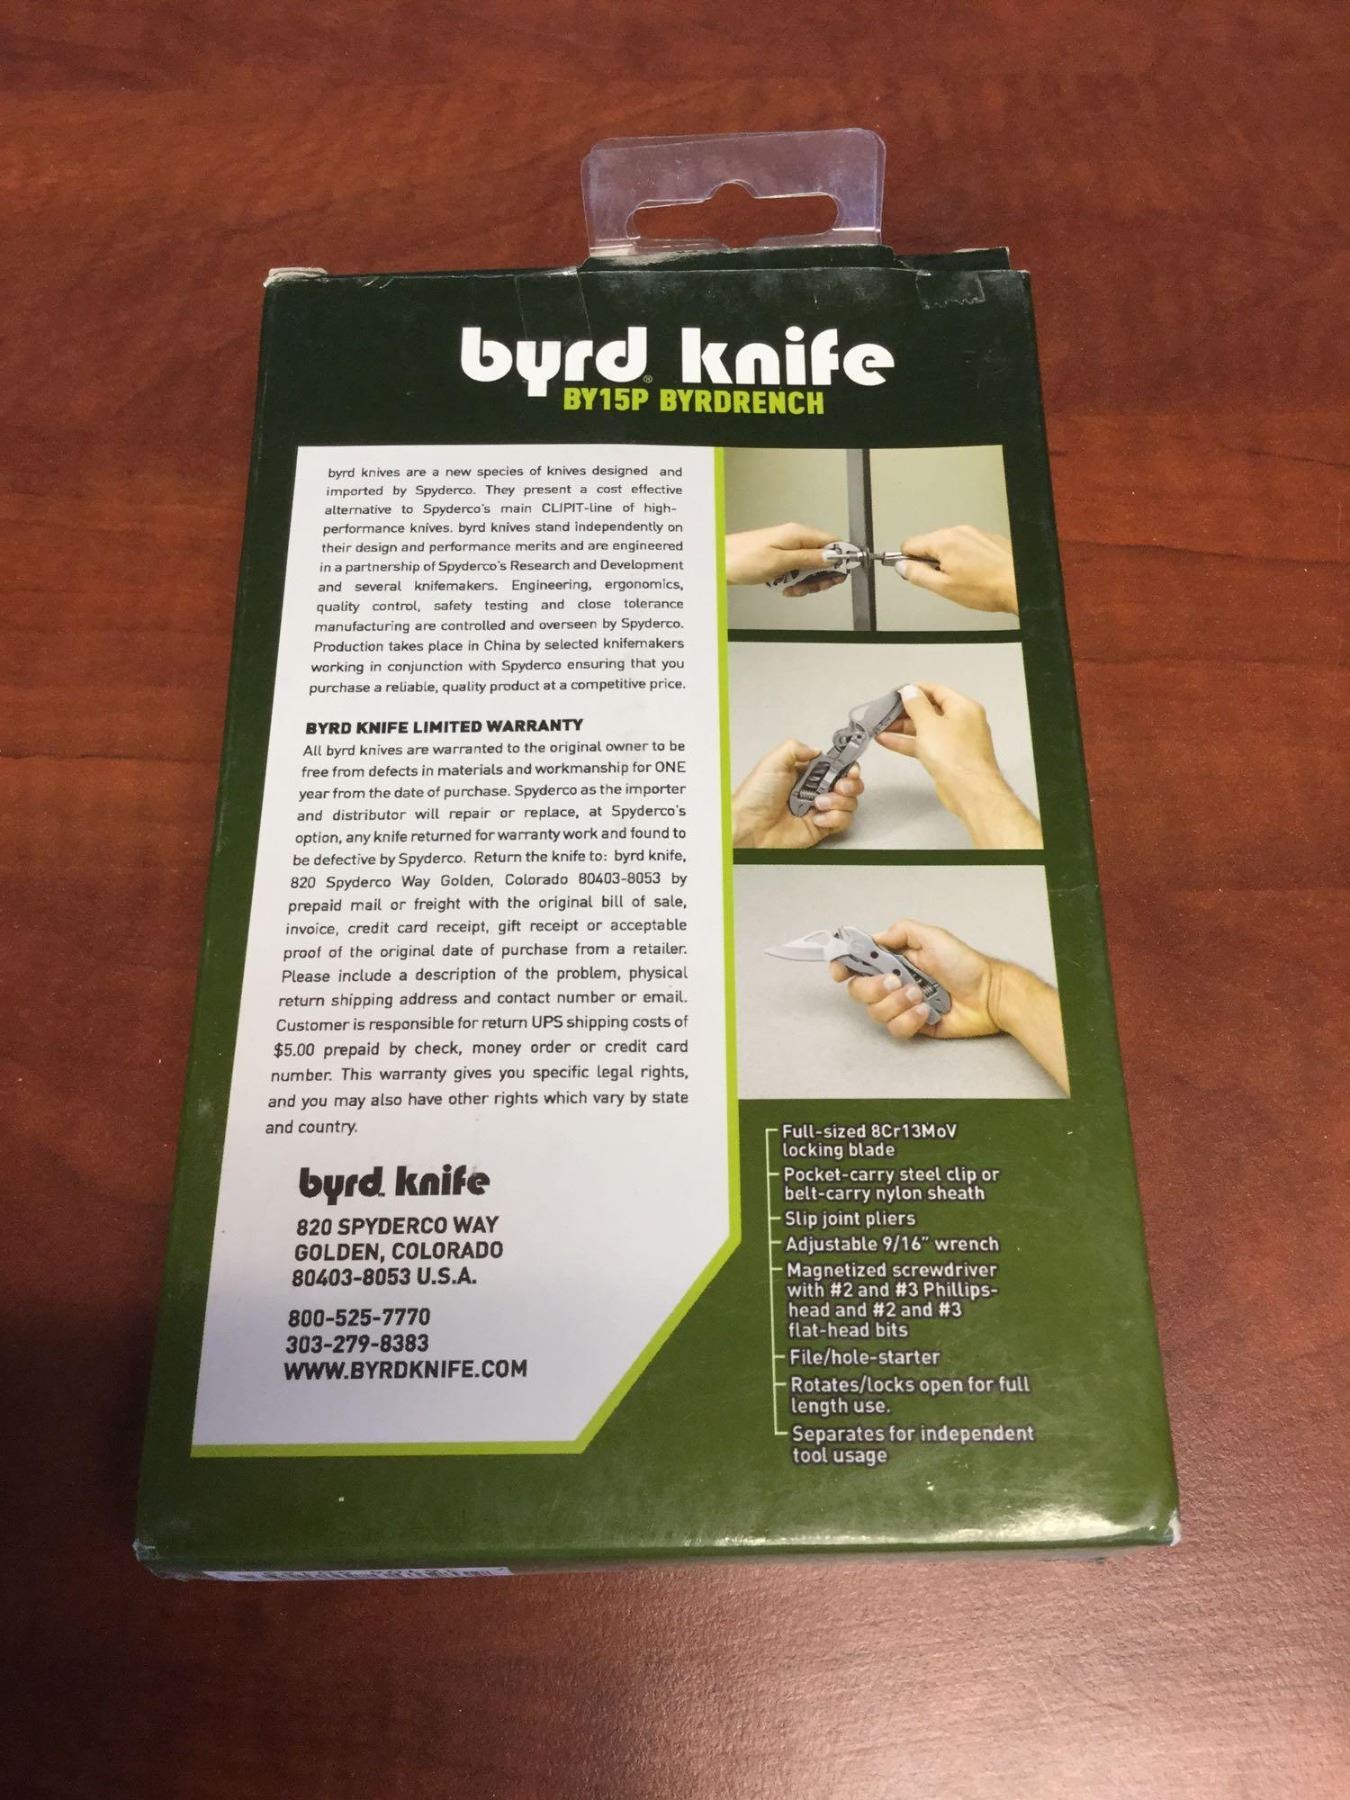 byrd® knife
BY15P BYRDRENCH
byrd knives are a new species of knives designed and
imported by Spyderco. They present a cost effective
alternative to Spyderco's main CLIPIT-line of high-
performance knives. byrd knives stand independently on
their design and performance merits and are engineered
in a partnership of Spyderco's Research and Development
and several knifemakers. Engineering, ergonomics,
quality control, safety testing and close tolerance
manufacturing are controlled and overseen by Spyderco.
Production takes place in China by selected knifemakers
working in conjunction with Spyderco ensuring that you
purchase a reliable, quality product at a competitive price.
BYRD KNIFE LIMITED WARRANTY
All byrd knives are warranted to the original owner to be
free from defects in materials and workmanship for ONE
year from the date of purchase. Spyderco as the importer
and distributor will repair or replace, at Spyderco's
option, any knife returned for warranty work and found to
be defective by Spyderco. Return the knife to: byrd knife,
820 Spyderco Way Golden, Colorado 80403-8053 by
prepaid mail or freight with the original bill of sale,
invoice, credit card receipt, gift receipt or acceptable
proof of the original date of purchase from a retailer.
Please include a description of the problem, physical
return shipping address and contact number or email.
Customer is responsible for return UPS shipping costs of
$5.00 prepaid by check, money order or credit card
number. This warranty gives you specific legal rights,
and you may also have other rights which vary by state
and country.
byrd knife
820 SPYDERCO WAY
GOLDEN, COLORADO
80403-8053 U.S.A.
800-525-7770
303-279-8383
WWW.BYRDKNIFE.COM
Full-sized 8Cr13MoV
locking blade
Pocket-carry steel clip or
belt-carry nylon sheath
Slip joint pliers
Adjustable 9/16" wrench
Magnetized screwdriver
with #2 and #3 Phillips-
head and #2 and #3
flat-head bits
File/hole-starter
Rotates/locks open for full
length use.
Separates for independent
tool usage